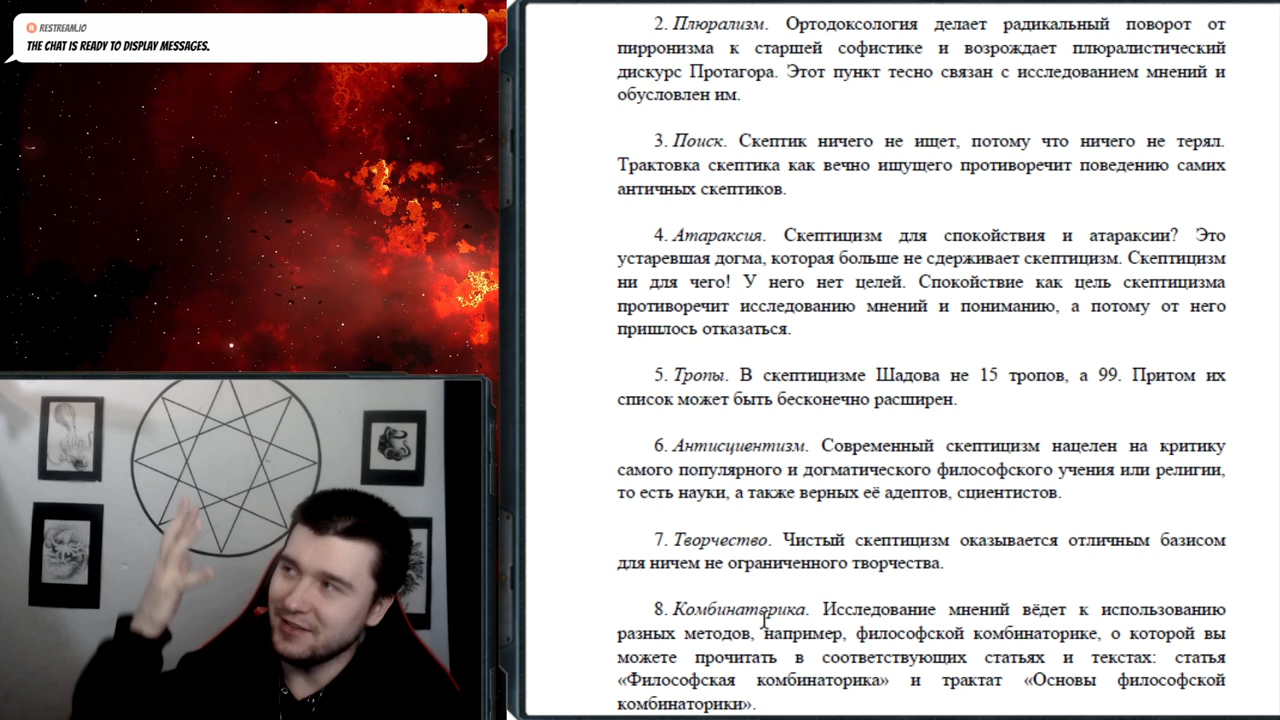 RESTREAM.IO
THE CHAT IS READY TO DISPLAY MESSAGES.
2. Плюрализм. Ортодоксология делает радикальный поворот от
пирронизма к старшей софистике и возрождает плюралистический
дискурс Протагора. Этот пункт тесно связан с исследованием мнений и
обусловлен им.
3. Поиск. Скептик ничего не ищет, потому что ничего не терял.
Трактовка скептика как вечно ищущего противоречит поведению самих
античных скептиков.
4. Атараксия. Скептицизм для спокойствия и атараксии? Это
устаревшая догма, которая больше не сдерживает скептицизм. Скептицизм
ни для чего! У него нет целей. Спокойствие как цель скептицизма
противоречит исследованию мнений и пониманию, а потому от него
пришлось отказаться.
5. Тропы. В скептицизме Шадова не 15 тропов, а 99. Притом их
список может быть бесконечно расширен.
6. Антисциентизм. Современный скептицизм нацелен на критику
самого популярного и догматического философского учения или религии,
то есть науки, а также верных её адептов, сциентистов.
7. Творчество. Чистый скептицизм оказывается отличным базисом
для ничем не ограниченного творчества.
8. Комбинаторика. Исследование мнений вёдет к использованию
разных методов, например, философской комбинаторике, о которой вы
можете прочитать в соответствующих статьях и текстах: статья
«Философская комбинаторика» и трактат «Основы философской
комбинаторики».